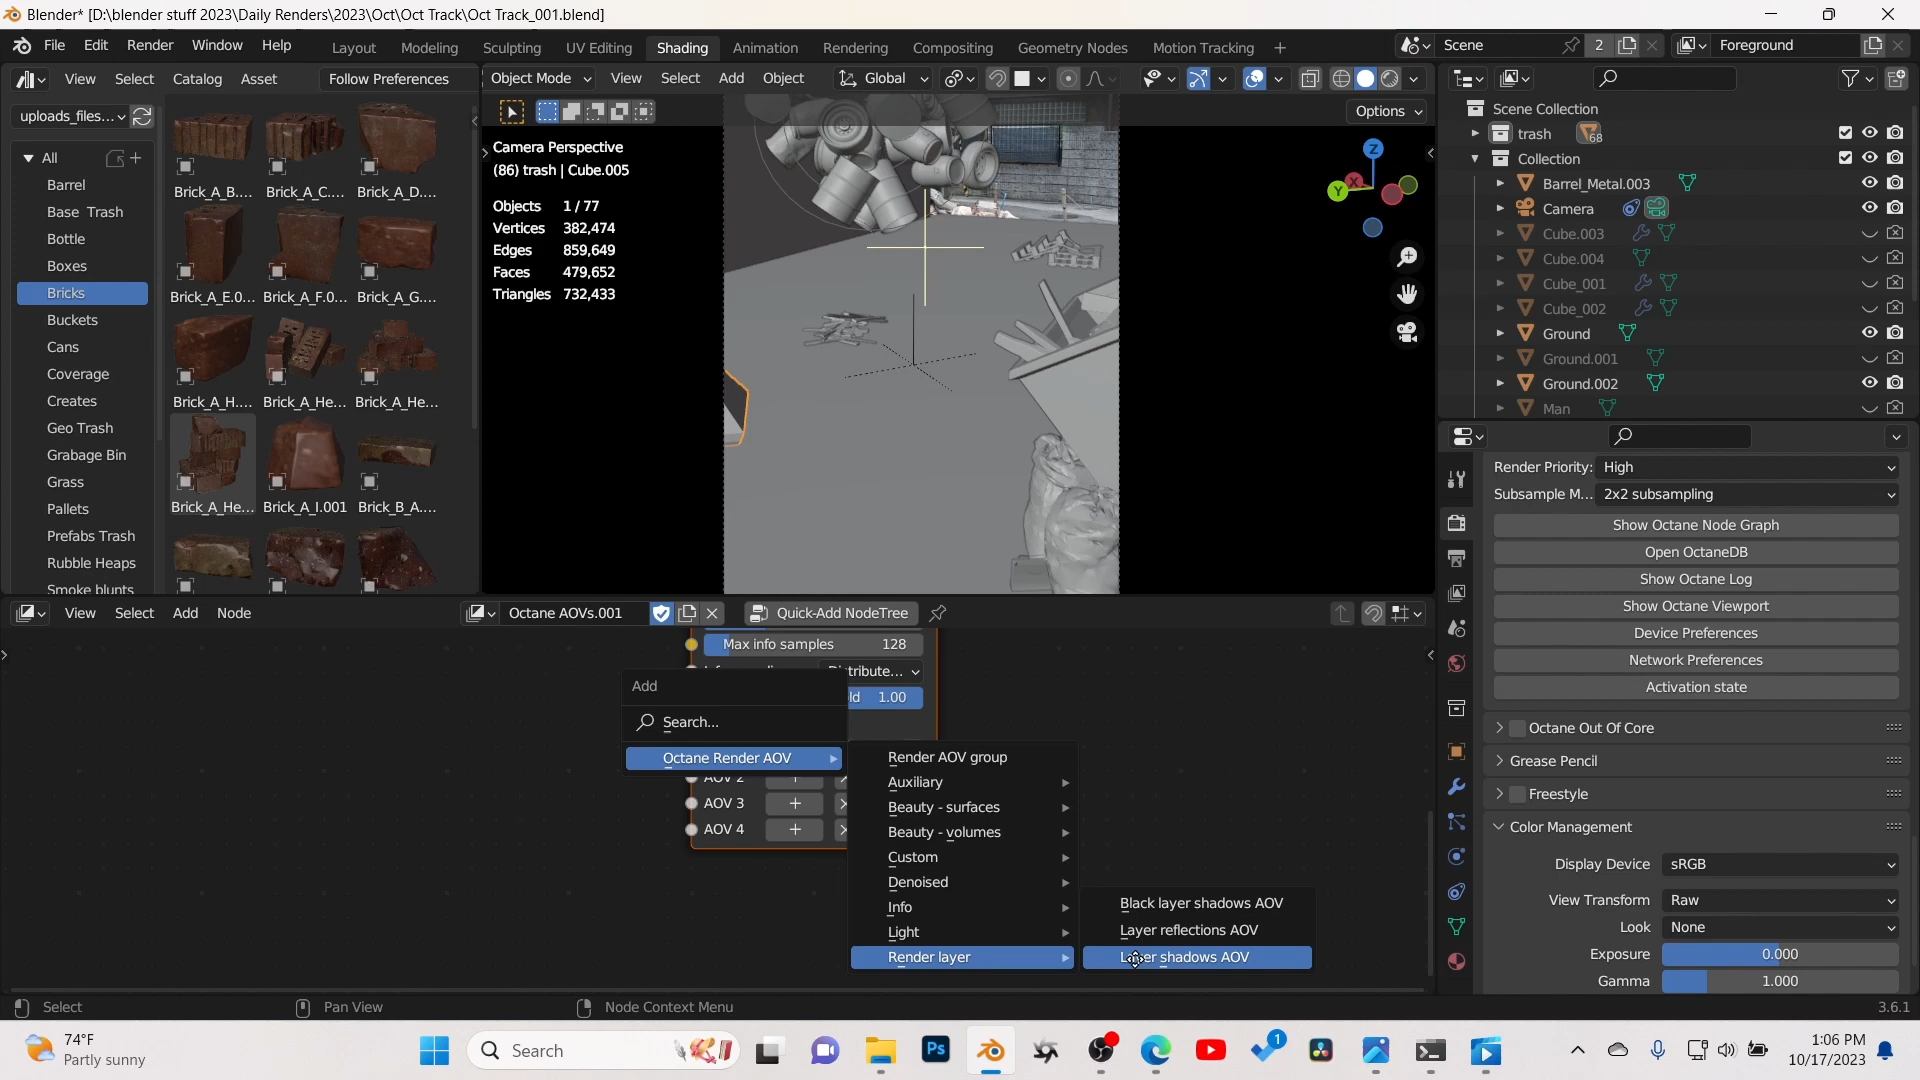 Blender* [D:\blender stuff 2023\Daily Renders\2023\Oct\Oct Track\Oct Track_001.blend]
File Edit Render Window Help Layout Modeling Sculpting UV Editing Shading Animation Rendering Compositing Geometry Nodes Motion Tracking + Scene 2 Foreground
View Select Catalog Asset Follow Preferences Object Mode View Select Add Object Global
uploads_files... Options
All
Barrel
Base Trash
Bottle
Boxes
Bricks
Buckets
Cans
Coverage
Creates
Geo Trash
Grabage Bin
Grass
Pallets
Prefabs Trash
Rubble Heaps
Smoke blunts
Brick_A_B.... Brick_A_C.... Brick_A_D....
Brick_A_E.0... Brick_A_F.0... Brick_A_G....
Brick_A_H.... Brick_A_He... Brick_A_He...
Brick_A_He... Brick_A_I.001 Brick_B_A....
Camera Perspective
(86) trash | Cube.005
Objects 1 / 77
Vertices 382,474
Edges 859,649
Faces 479,652
Triangles 732,433
Z
X
Y
Scene Collection
trash 68
Collection
Barrel_Metal.003
Camera
Cube.003
Cube.004
Cube_001
Cube_002
Ground
Ground.001
Ground.002
Man
Render Priority: High
Subsample M... 2x2 subsampling
Show Octane Node Graph
Open OctaneDB
Show Octane Log
Show Octane Viewport
Device Preferences
Network Preferences
Activation state
Octane Out Of Core
Grease Pencil
Freestyle
Color Management
Display Device sRGB
View Transform Raw
Look None
Exposure 0.000
Gamma 1.000
View Select Add Node Octane AOVs.001 Quick-Add NodeTree
Max info samples 128
Distribute...
1.00
Add
Search...
Octane Render AOV
AOV 2
AOV 3
AOV 4
Render AOV group
Auxiliary
Beauty - surfaces
Beauty - volumes
Custom
Denoised
Info
Light
Render layer
Black layer shadows AOV
Layer reflections AOV
Layer shadows AOV
Select Pan View Node Context Menu 3.6.1
74°F
Partly sunny
Search
Ps
1
1:06 PM
10/17/2023